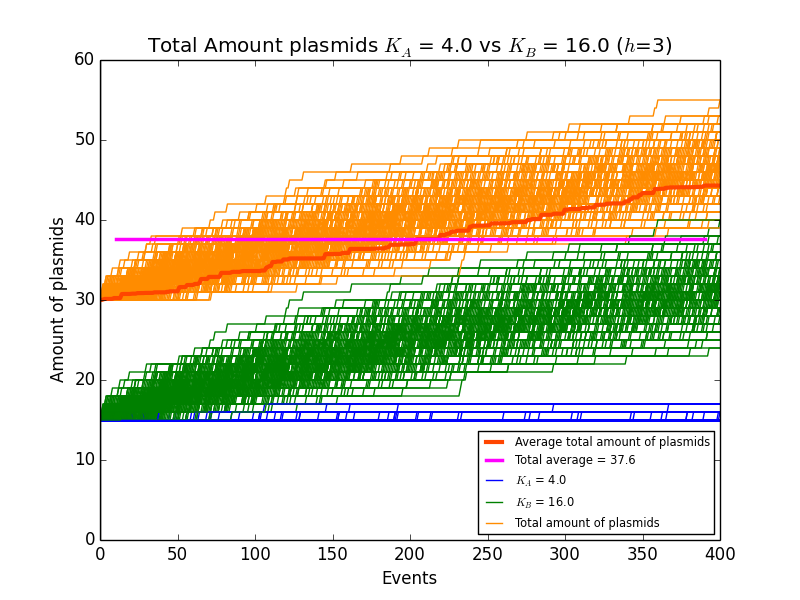 Total Amount plasmids K_A = 4.0 vs K_B = 16.0 (h=3)
60
50
40
30
20
10
0
Amount of plasmids
0 50 100 150 200 250 300 350 400
Events
Average total amount of plasmids
Total average = 37.6
K_A = 4.0
K_B = 16.0
Total amount of plasmids